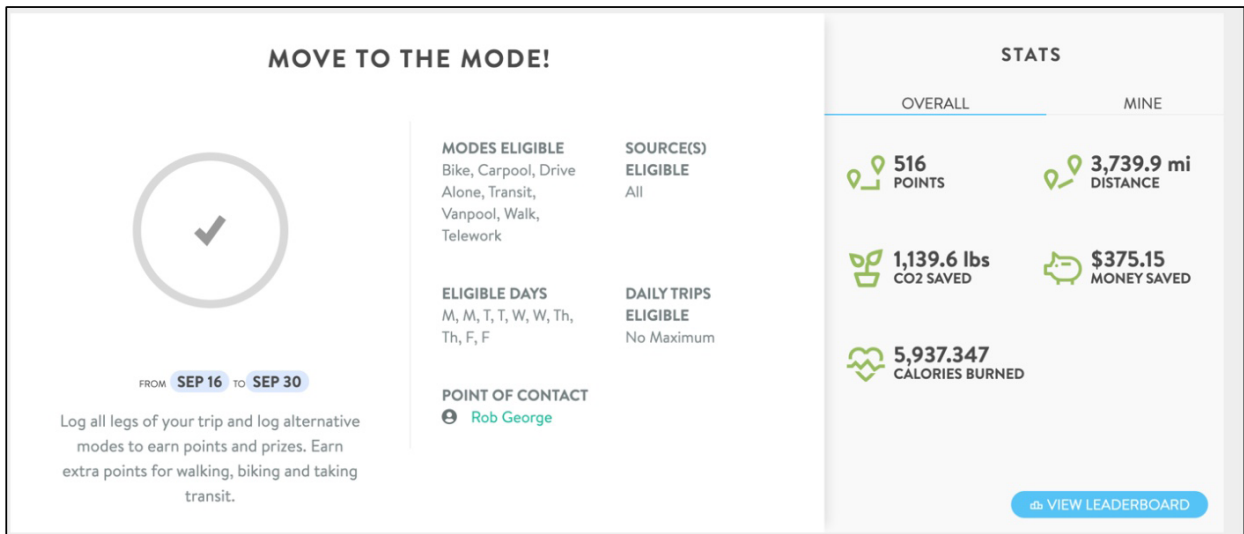 MOVE TO THE MODE!
FROM SEP 16 TO SEP 30
Log all legs of your trip and log alternative
modes to earn points and prizes. Earn
extra points for walking, biking and taking
transit.
MODES ELIGIBLE
Bike, Carpool, Drive
Alone, Transit,
Vanpool, Walk,
Telework
SOURCE(S)
ELIGIBLE
All
ELIGIBLE DAYS
M, M, T, T, W, W, Th,
Th, F, F
DAILY TRIPS
ELIGIBLE
No Maximum
POINT OF CONTACT
Rob George
STATS
OVERALL
MINE
516
POINTS
3,739.9 mi
DISTANCE
1,139.6 lbs
CO2 SAVED
$375.15
MONEY SAVED
5,937.347
CALORIES BURNED
VIEW LEADERBOARD